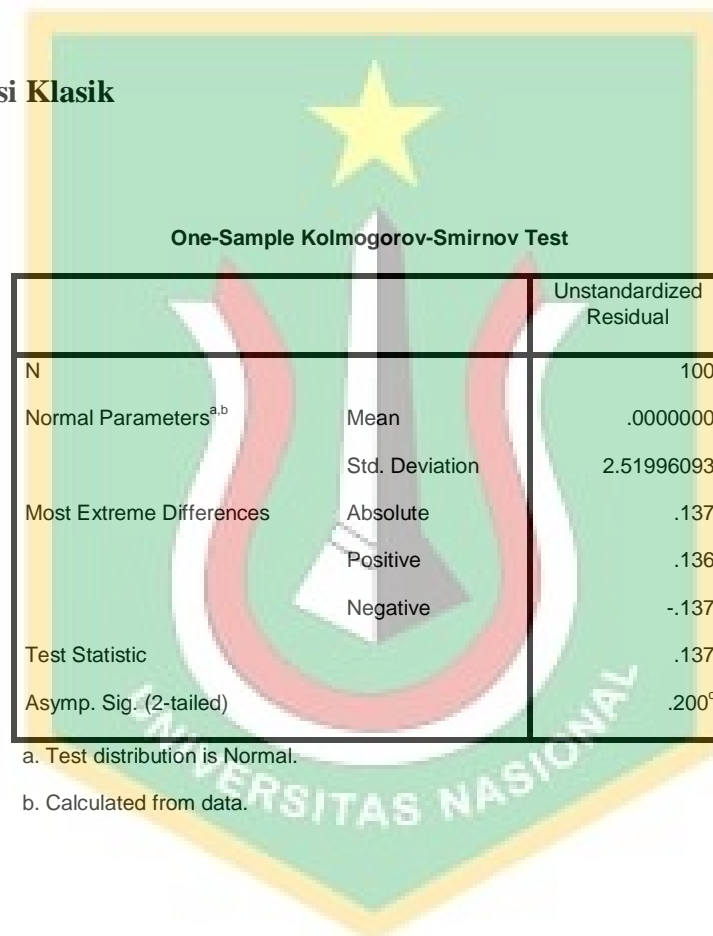 si Klasik
One-Sample Kolmogorov-Smirnov Test
Unstandardized
Residual
N 100
Normal Parameters a,b Mean .0000000
Std. Deviation 2.51996093
Most Extreme Differences Absolute .137
Positive .136
Negative -.137
Test Statistic .137
Asymp. Sig. (2-tailed) .200
a. Test distribution is Normal.
b. Calculated from data.
UNIVERSITAS NASIONAL